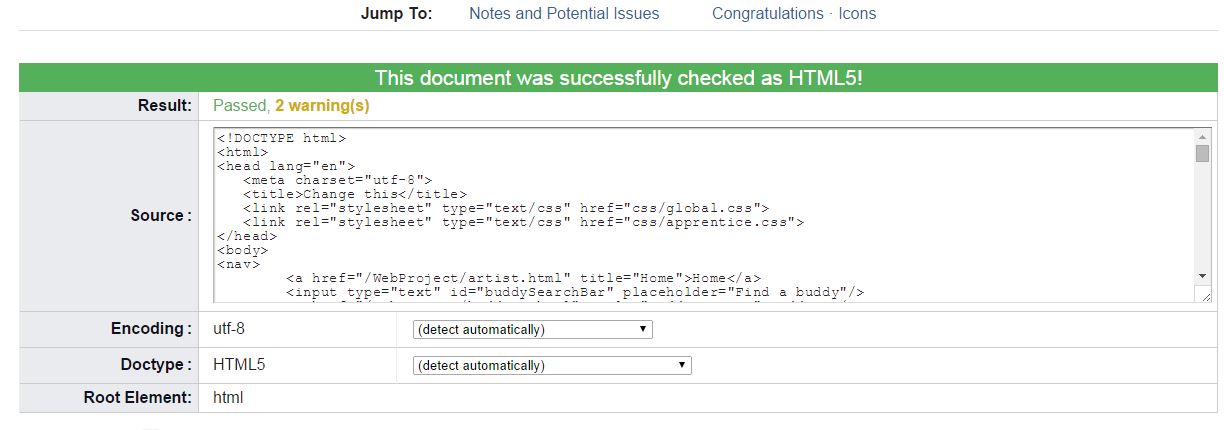 Jump To: Notes and Potential Issues Congratulations · Icons
This document was successfully checked as HTML5!
Result: Passed, 2 warning(s)
Source :
<!DOCTYPE html>
<html>
<head lang="en">
<meta charset="utf-8">
<title>Change this</title>
<link rel="stylesheet" type="text/css" href="css/global.css">
<link rel="stylesheet" type="text/css" href="css/apprentice.css">
</head>
<body>
<nav>
<a href="/WebProject/artist.html" title="Home">Home</a>
<input type="text" id="buddySearchBar" placeholder="Find a buddy"/>
Encoding : utf-8 (detect automatically)
Doctype : HTML5 (detect automatically)
Root Element: html